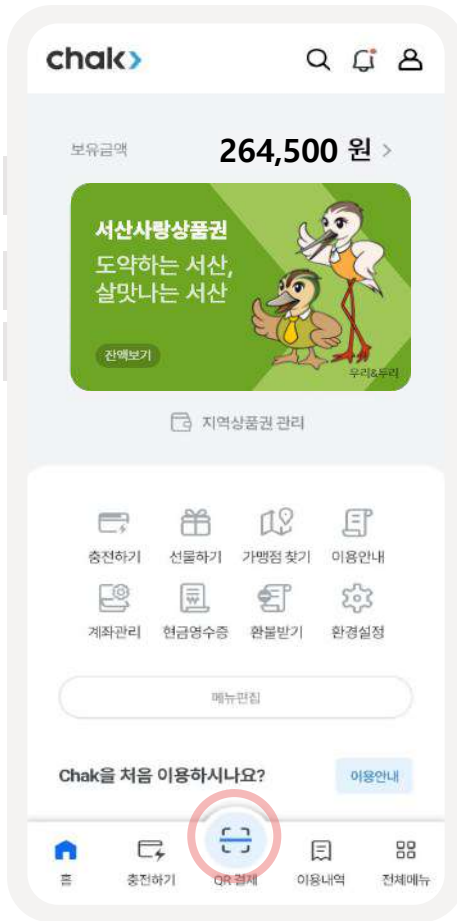 chak
보유금액 264,500 원
서산사랑상품권
도약하는 서산,
살맛나는 서산
잔액보기
우리&두리
지역상품권 관리
충전하기 선물하기 가맹점 찾기 이용안내
계좌관리 현금영수증 환불받기 환경설정
메뉴편집
Chak을 처음 이용하시나요? 이용안내
홈 충전하기 QR 결제 이용내역 전체메뉴